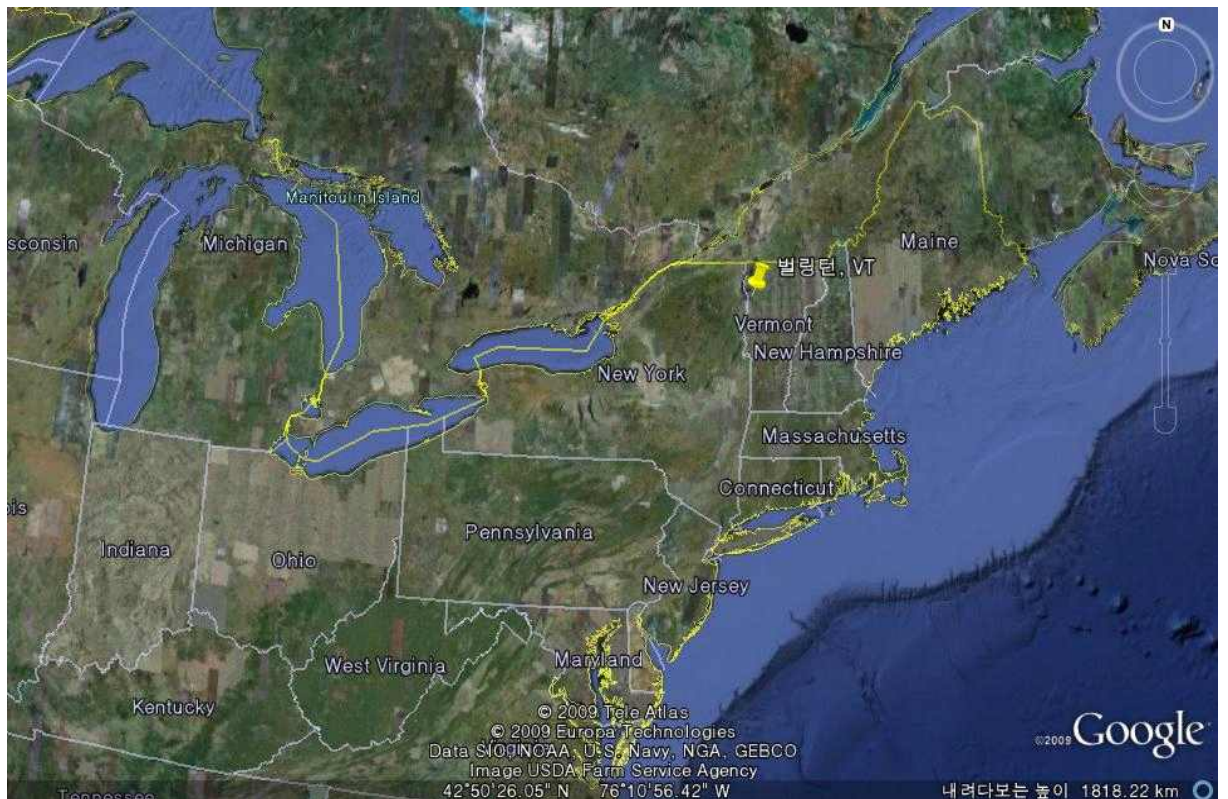 N
Manitoulin Island
sconsin
Michigan
Maine
Nova Sc
벌링턴, VT
Vermont
New Hampshire
New York
Massachusetts
Connecticut
is
Indiana
Ohio
Pennsylvania
New Jersey
West Virginia
Maryland
Kentucky
© 2009 Tele Atlas
© 2009 Europa Technologies
Data SIO, NOAA, U.S. Navy, NGA, GEBCO
Image USDA Farm Service Agency
©2009 Google
Tennessee
42°50'26.05" N 76°10'56.42" W
내려다보는 높이 1818.22 km